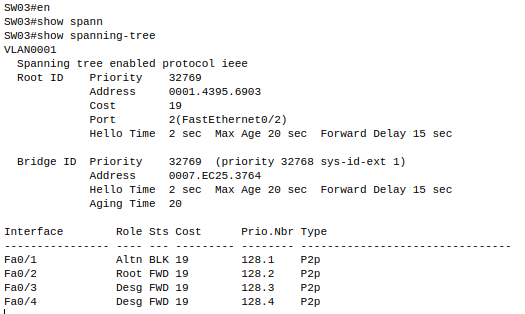 SW03#en
SW03#show spann
SW03#show spanning-tree
VLAN0001
  Spanning tree enabled protocol ieee
  Root ID    Priority    32769
             Address     0001.4395.6903
             Cost        19
             Port        2(FastEthernet0/2)
             Hello Time  2 sec  Max Age 20 sec  Forward Delay 15 sec

  Bridge ID  Priority    32769  (priority 32768 sys-id-ext 1)
             Address     0007.EC25.3764
             Hello Time  2 sec  Max Age 20 sec  Forward Delay 15 sec
             Aging Time  20

Interface        Role Sts Cost      Prio.Nbr Type
---------------- ---- --- --------- -------- --------------------------------
Fa0/1            Altn BLK 19        128.1    P2p
Fa0/2            Root FWD 19        128.2    P2p
Fa0/3            Desg FWD 19        128.3    P2p
Fa0/4            Desg FWD 19        128.4    P2p